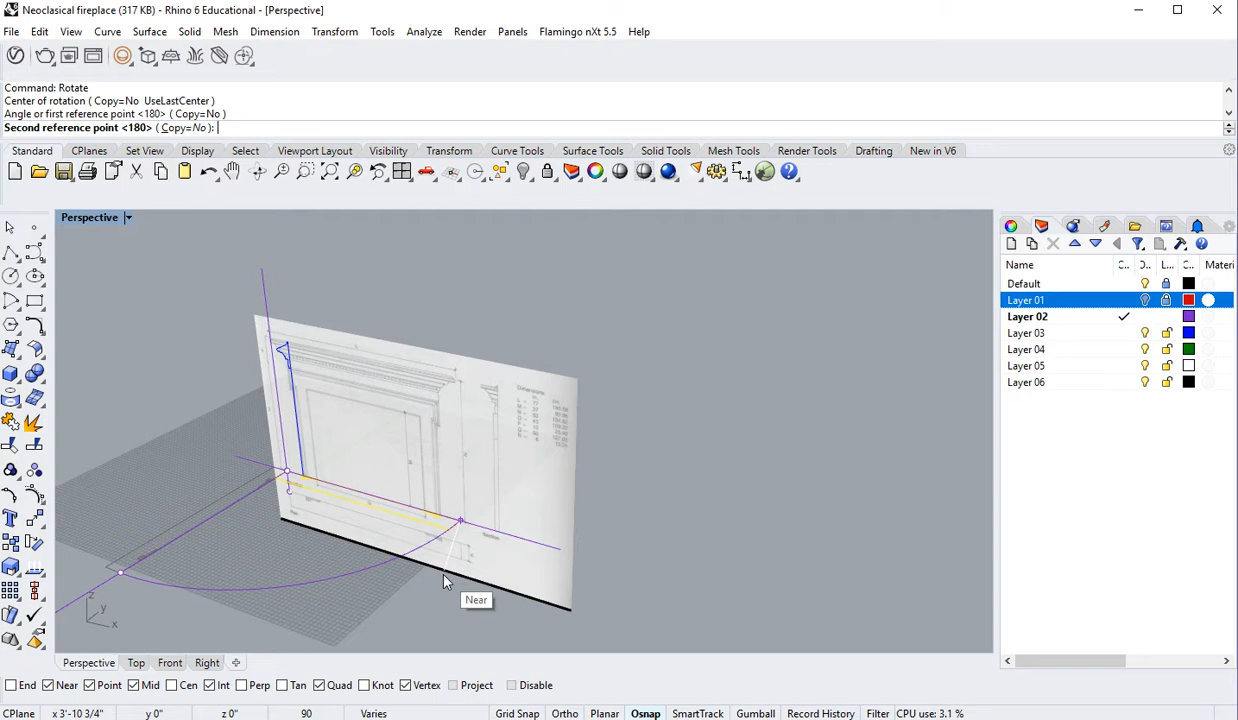 Neoclasical fireplace (317 KB) - Rhino 6 Educational - [Perspective]
File Edit View Curve Surface Solid Mesh Dimension Transform Tools Analyze Render Panels Flamingo nXt 5.5 Help
Command: Rotate
Center of rotation ( Copy=No UseLastCenter )
Angle or first reference point <180> ( Copy=No )
Second reference point <180> ( Copy=No ):
Standard CPlanes Set View Display Select Viewport Layout Visibility Transform Curve Tools Surface Tools Solid Tools Mesh Tools Render Tools Drafting New in V6
Perspective
Name C.. D.. L... C.. Materi
Default
Layer 01
Layer 02
Layer 03
Layer 04
Layer 05
Layer 06
Dimensions
Near
z
y
x
Perspective Top Front Right
End Near Point Mid Cen Int Perp Tan Quad Knot Vertex Project Disable
CPlane x 3'-10 3/4" y 0" z 0" 90 Varies Grid Snap Ortho Planar Osnap SmartTrack Gumball Record History Filter CPU use: 3.1 %